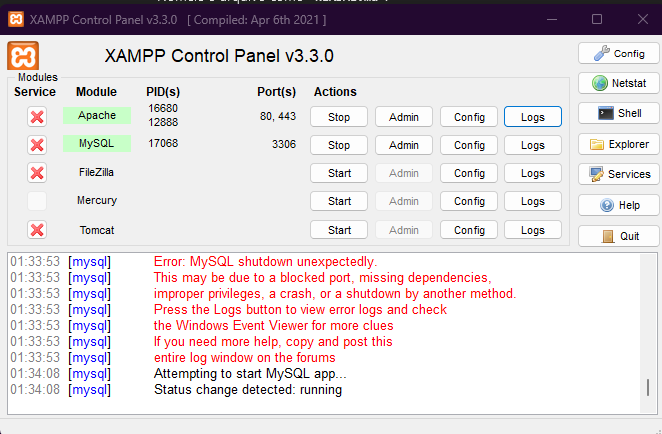 XAMPP Control Panel v3.3.0 [ Compiled: Apr 6th 2021 ]
XAMPP Control Panel v3.3.0
Config
Modules
Service Module PID(s) Port(s) Actions
Netstat
Apache 16680 12888 80, 443 Stop Admin Config Logs
Shell
MySQL 17068 3306 Stop Admin Config Logs
Explorer
FileZilla Start Admin Config Logs
Services
Mercury Start Admin Config Logs
Help
Tomcat Start Admin Config Logs
Quit
01:33:53 [mysql] Error: MySQL shutdown unexpectedly.
01:33:53 [mysql] This may be due to a blocked port, missing dependencies,
01:33:53 [mysql] improper privileges, a crash, or a shutdown by another method.
01:33:53 [mysql] Press the Logs button to view error logs and check
01:33:53 [mysql] the Windows Event Viewer for more clues
01:33:53 [mysql] If you need more help, copy and post this
01:33:53 [mysql] entire log window on the forums
01:34:08 [mysql] Attempting to start MySQL app...
01:34:08 [mysql] Status change detected: running